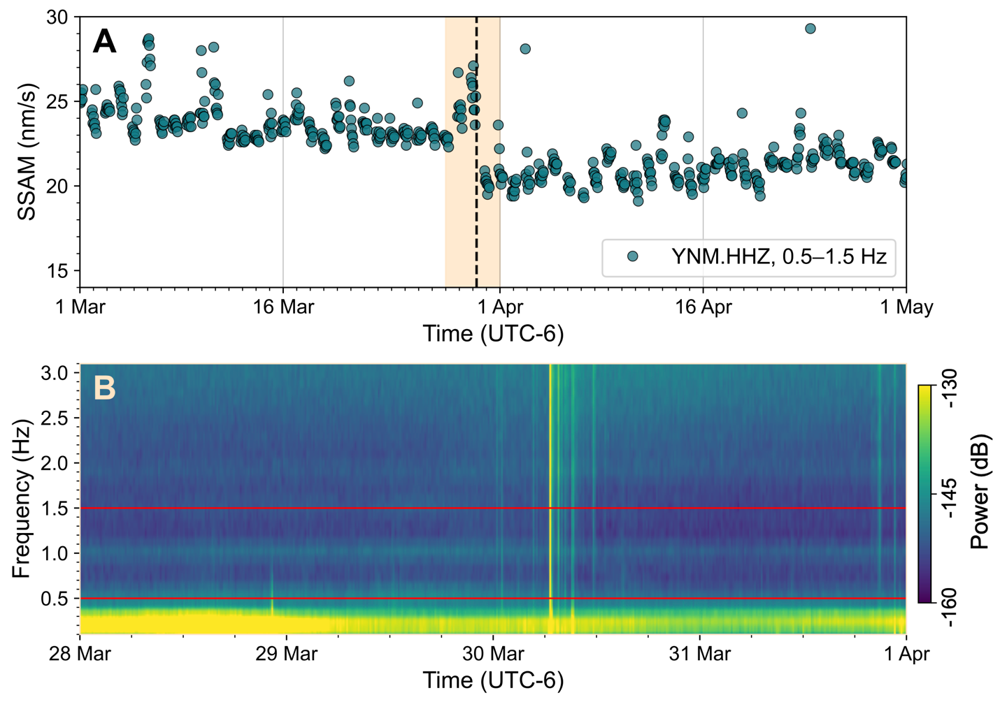 A
SSAM (nm/s)
30
25
20
15
YNM.HHZ, 0.5–1.5 Hz
1 Mar 16 Mar 1 Apr 16 Apr 1 May
Time (UTC-6)
B
Frequency (Hz)
3.0
2.5
2.0
1.5
1.0
0.5
28 Mar 29 Mar 30 Mar 31 Mar 1 Apr
Time (UTC-6)
-130
-145
-160
Power (dB)